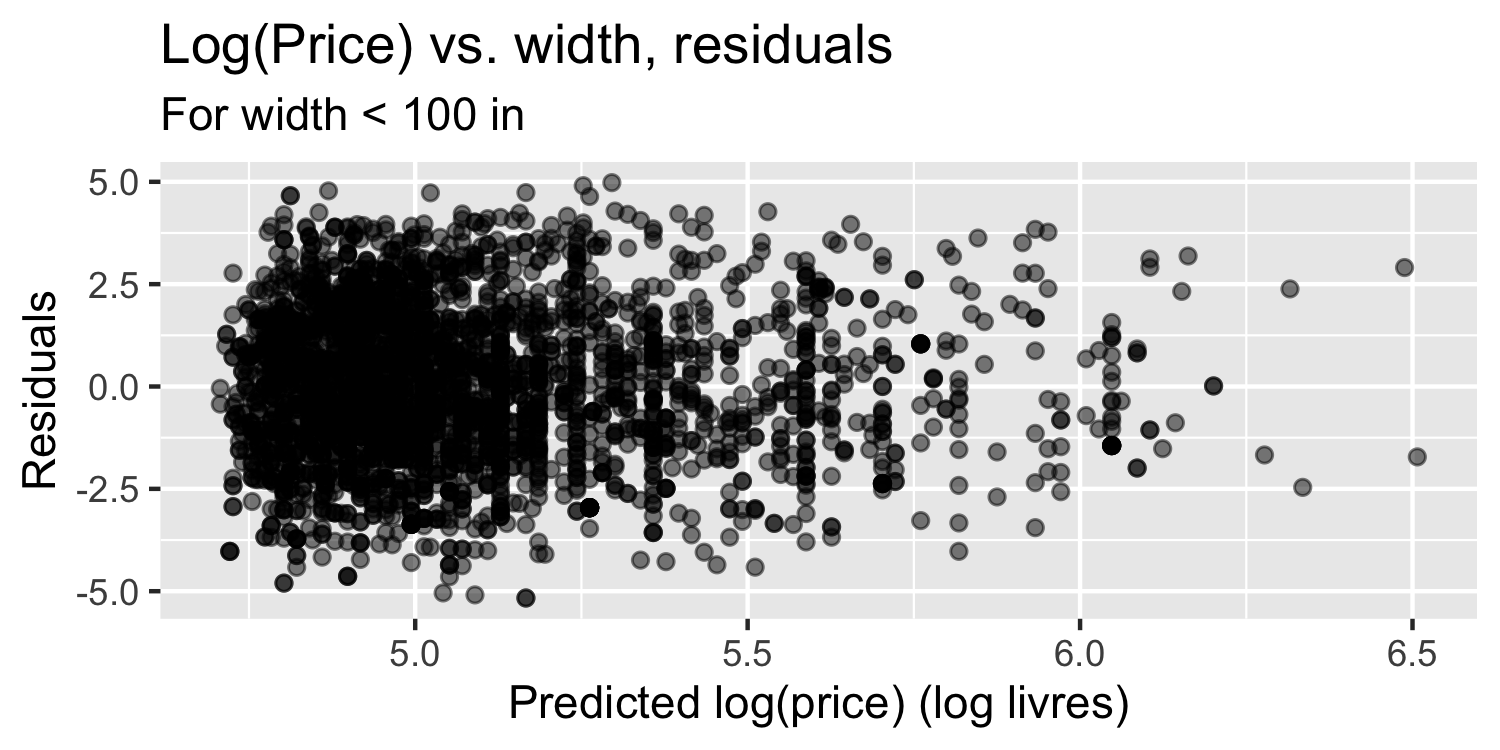 Log(Price) vs. width, residuals
For width < 100 in
5.0
2.5
0.0
-2.5
-5.0
Residuals
5.0 5.5 6.0 6.5
Predicted log(price) (log livres)